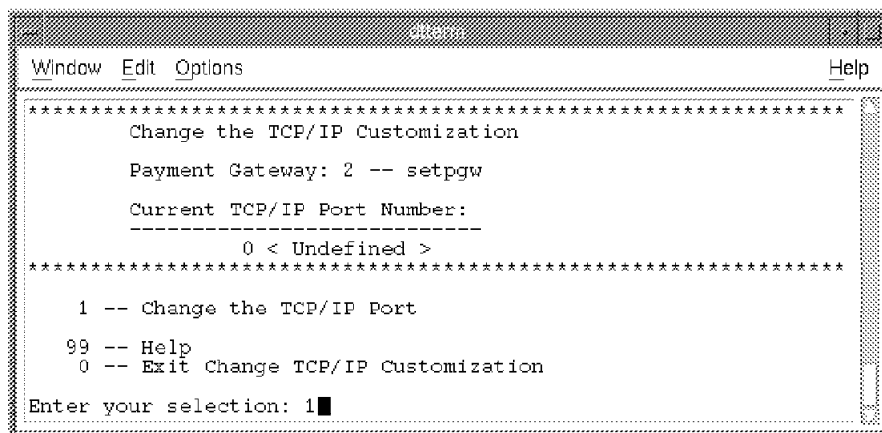 dtterm
Window Edit Options Help
*****************************************************************
Change the TCP/IP Customization
Payment Gateway: 2 -- setpgw
Current TCP/IP Port Number:
----------------------------
0 < Undefined >
*****************************************************************
1 -- Change the TCP/IP Port
99 -- Help
0 -- Exit Change TCP/IP Customization
Enter your selection: 1